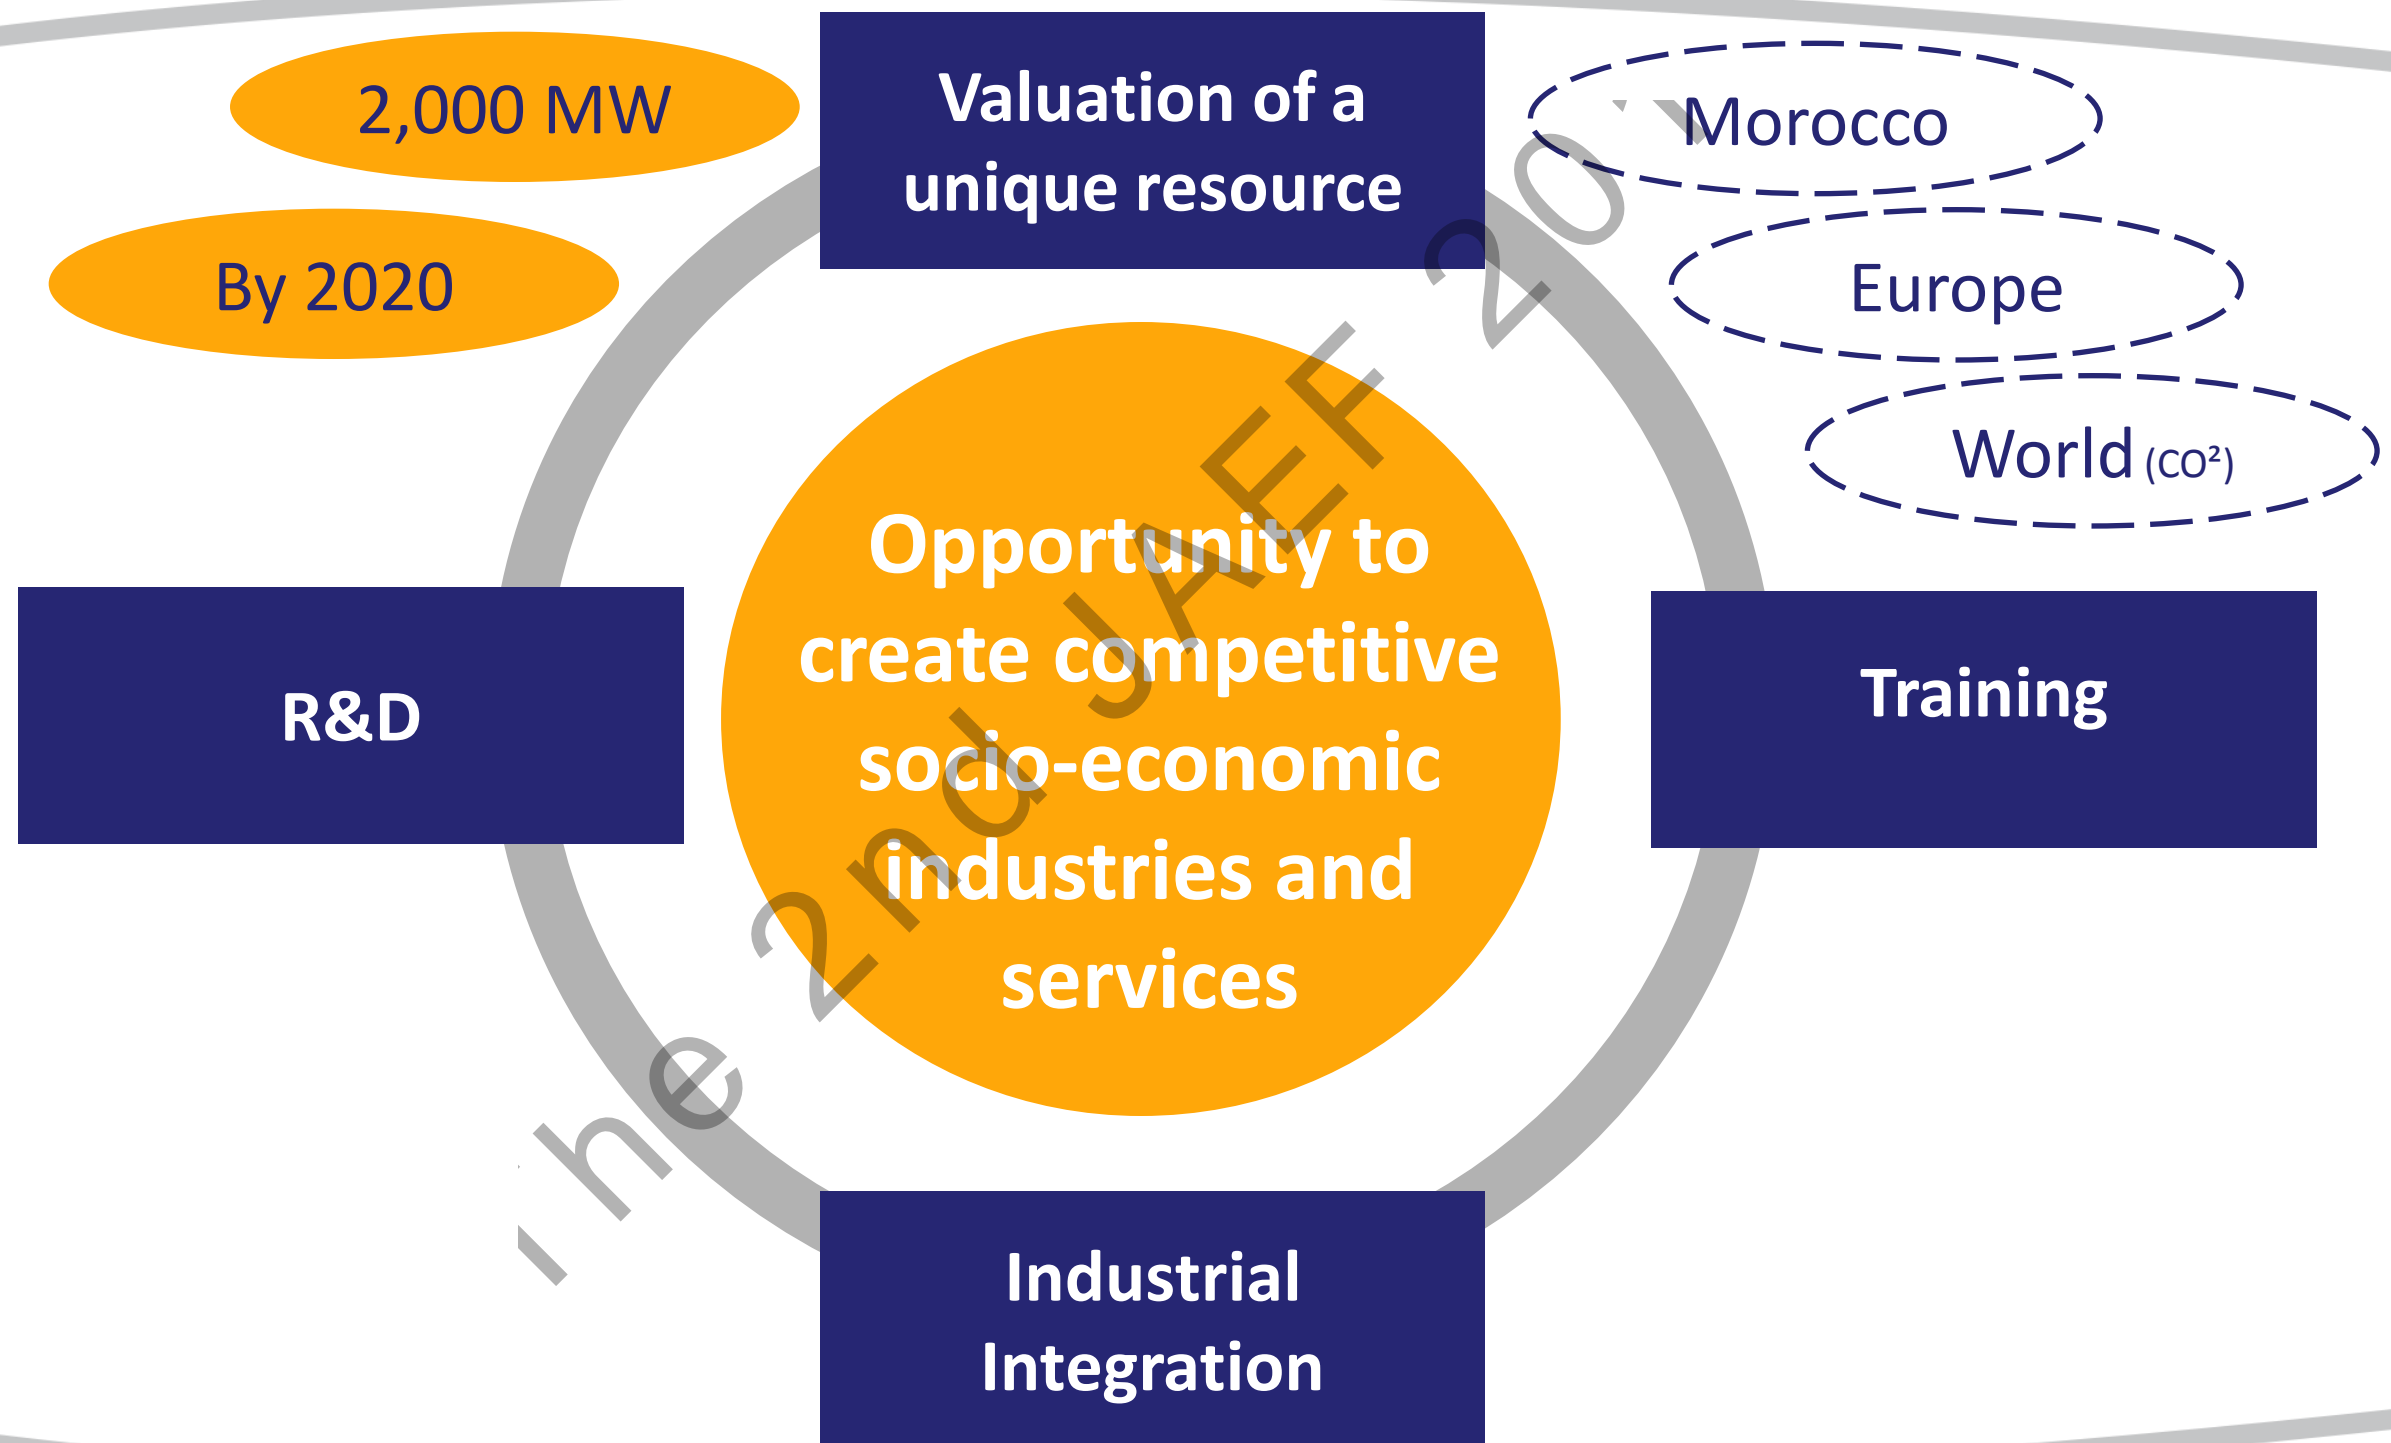 2,000 MW
By 2020
Valuation of a
unique resource
Morocco
Europe
World (CO²)
R&D
Opportunity to
create competitive
socio-economic
industries and
services
Training
Industrial
Integration
The 2nd JAEF